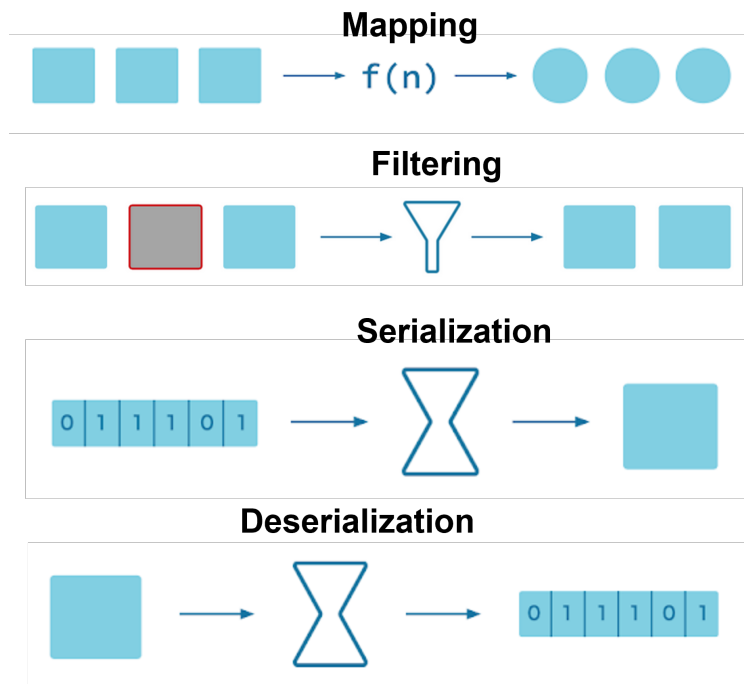 Mapping
f(n)
Filtering
Serialization
0 1 1 1 0 1
Deserialization
0 1 1 1 0 1